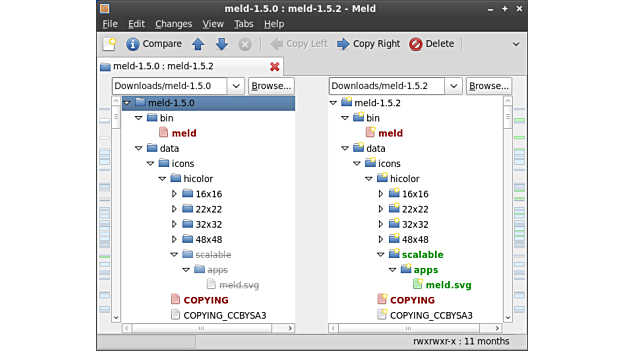 meld-1.5.0 : meld-1.5.2 - Meld
File Edit Changes View Tabs Help
Compare Copy Left Copy Right Delete
meld-1.5.0 : meld-1.5.2
Downloads/meld-1.5.0 Browse... Downloads/meld-1.5.2 Browse...
meld-1.5.0 meld-1.5.2
bin bin
meld meld
data data
icons icons
hicolor hicolor
16x16 16x16
22x22 22x22
32x32 32x32
48x48 48x48
scalable scalable
apps apps
meld.svg meld.svg
COPYING COPYING
COPYING_CCBYSA3 COPYING_CCBYSA3
rwxrwxr-x : 11 months